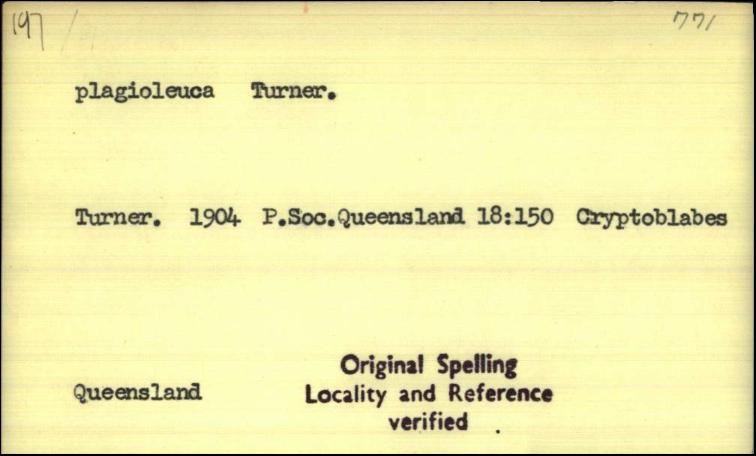 197 771
plagioleuca Turner.
Turner. 1904 P.Soc.Queensland 18:150 Cryptoblabes
Original Spelling
Queensland Locality and Reference
verified